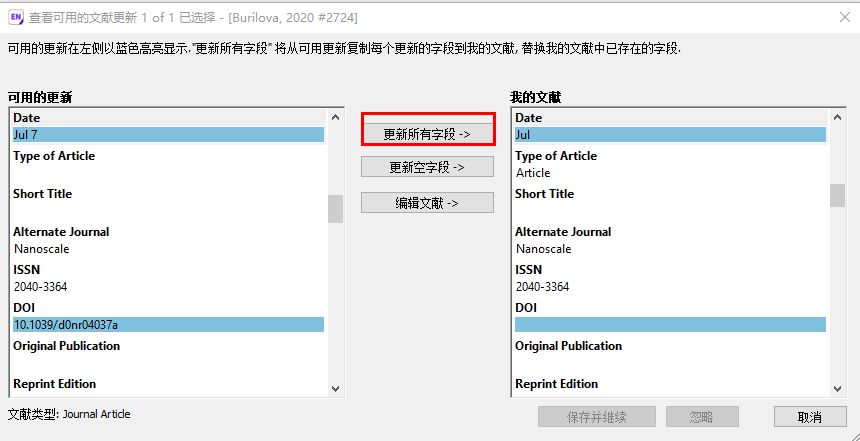 EN 查看可用的文献更新 1 of 1 已选择 - [Burilova, 2020 #2724]
可用的更新在左侧以蓝色高亮显示."更新所有字段" 将从可用更新复制每个更新的字段到我的文献, 替换我的文献中已存在的字段.
可用的更新
Date
Jul 7
Type of Article
Short Title
Alternate Journal
Nanoscale
ISSN
2040-3364
DOI
10.1039/d0nr04037a
Original Publication
Reprint Edition
更新所有字段 ->
更新空字段 ->
编辑文献 ->
我的文献
Date
Jul
Type of Article
Article
Short Title
Alternate Journal
Nanoscale
ISSN
2040-3364
DOI
Original Publication
Reprint Edition
文献类型: Journal Article
保存并继续
忽略
取消